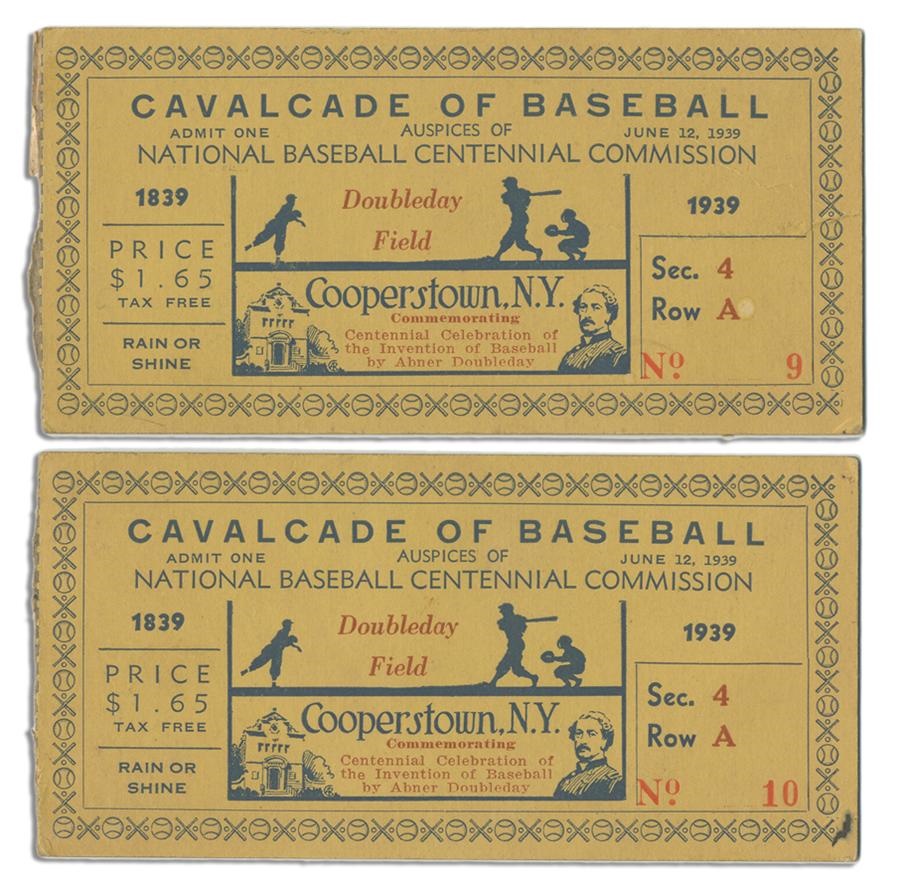 CAVALCADE OF BASEBALL
ADMIT ONE AUSPICES OF JUNE 12, 1939
NATIONAL BASEBALL CENTENNIAL COMMISSION
1839
PRICE
$1.65
TAX FREE
RAIN OR
SHINE
Doubleday
Field
Cooperstown, N.Y.
Commemorating
Centennial Celebration of
the Invention of Baseball
by Abner Doubleday
1939
Sec. 4
Row A
Nº 9
CAVALCADE OF BASEBALL
ADMIT ONE AUSPICES OF JUNE 12, 1939
NATIONAL BASEBALL CENTENNIAL COMMISSION
1839
PRICE
$1.65
TAX FREE
RAIN OR
SHINE
Doubleday
Field
Cooperstown, N.Y.
Commemorating
Centennial Celebration of
the Invention of Baseball
by Abner Doubleday
1939
Sec. 4
Row A
Nº 10